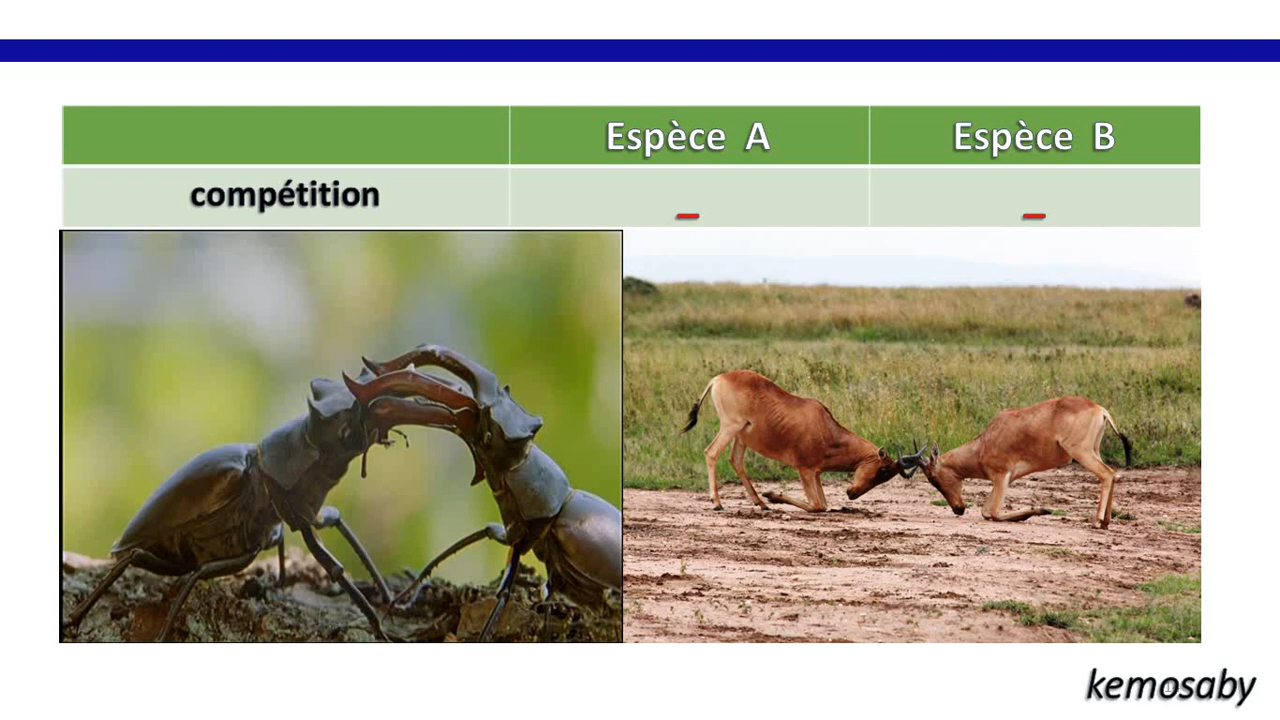 Espèce A Espèce B
compétition – –
kemosaby